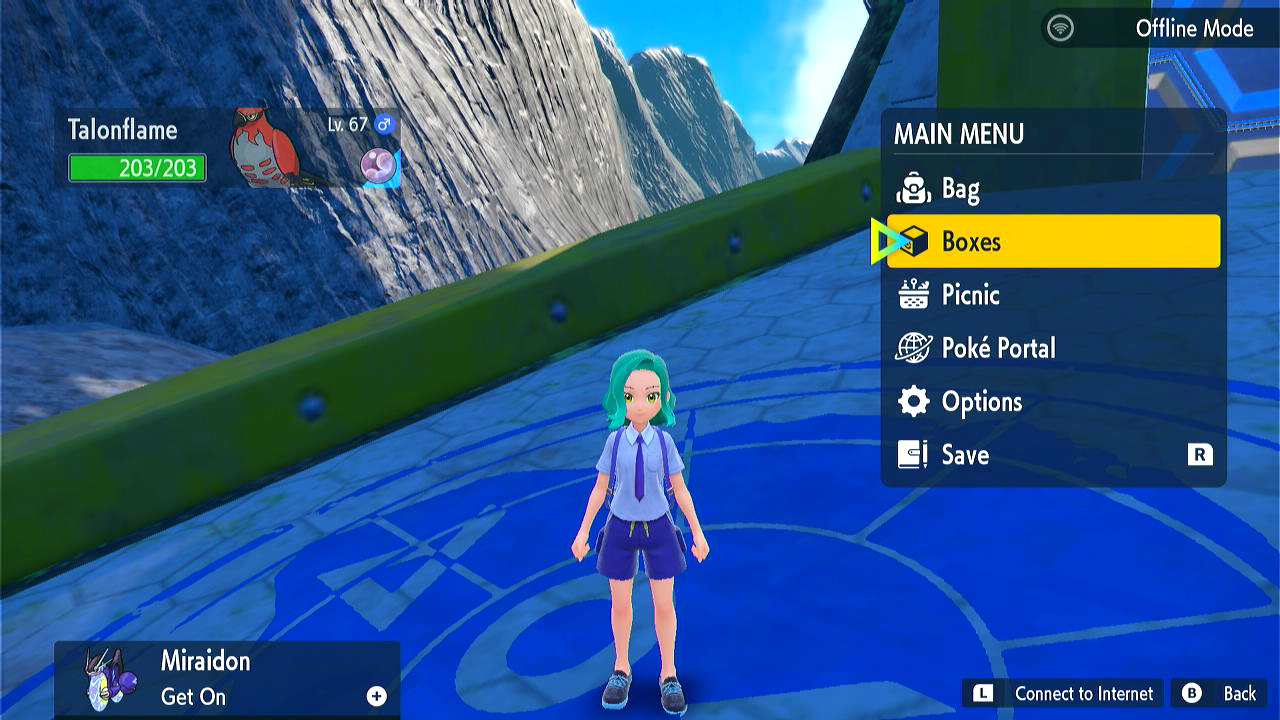 Offline Mode
Talonflame
Lv. 67
203/203
MAIN MENU
Bag
Boxes
Picnic
Poké Portal
Options
Save
R
Miraidon
Get On
+
L Connect to Internet
B Back